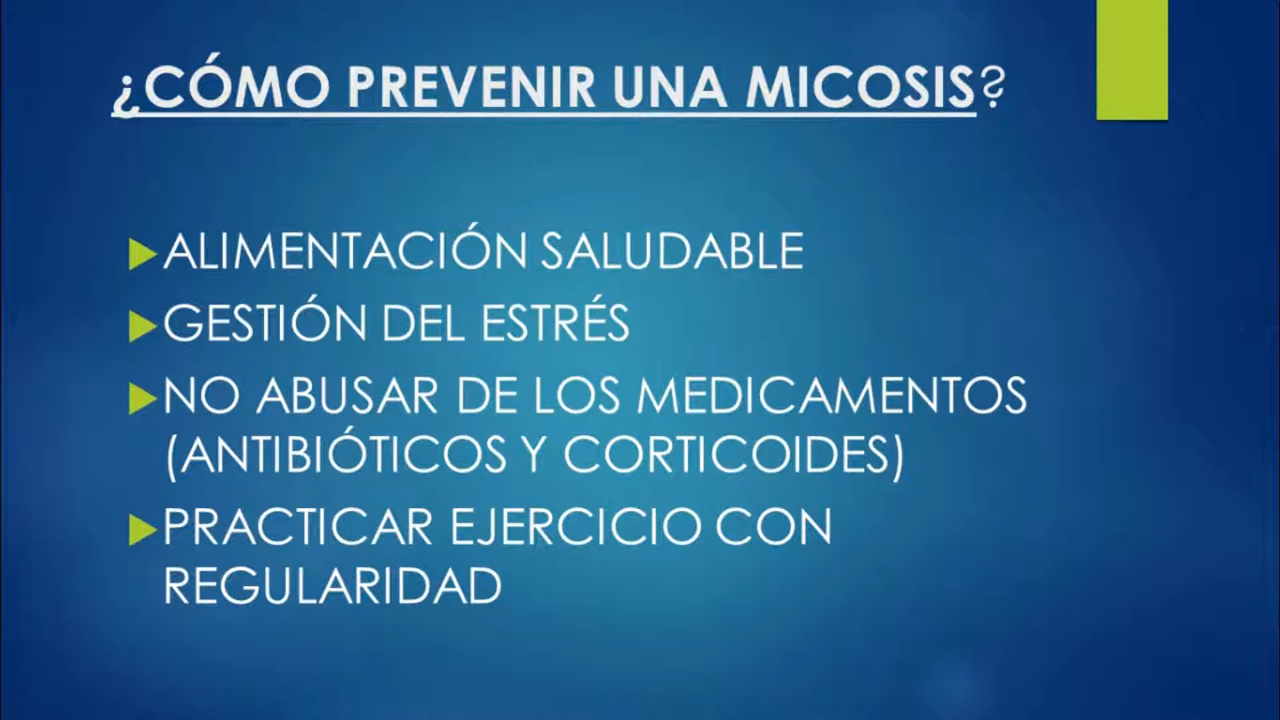 ¿CÓMO PREVENIR UNA MICOSIS?
ALIMENTACIÓN SALUDABLE
GESTIÓN DEL ESTRÉS
NO ABUSAR DE LOS MEDICAMENTOS
(ANTIBIÓTICOS Y CORTICOIDES)
PRACTICAR EJERCICIO CON
REGULARIDAD